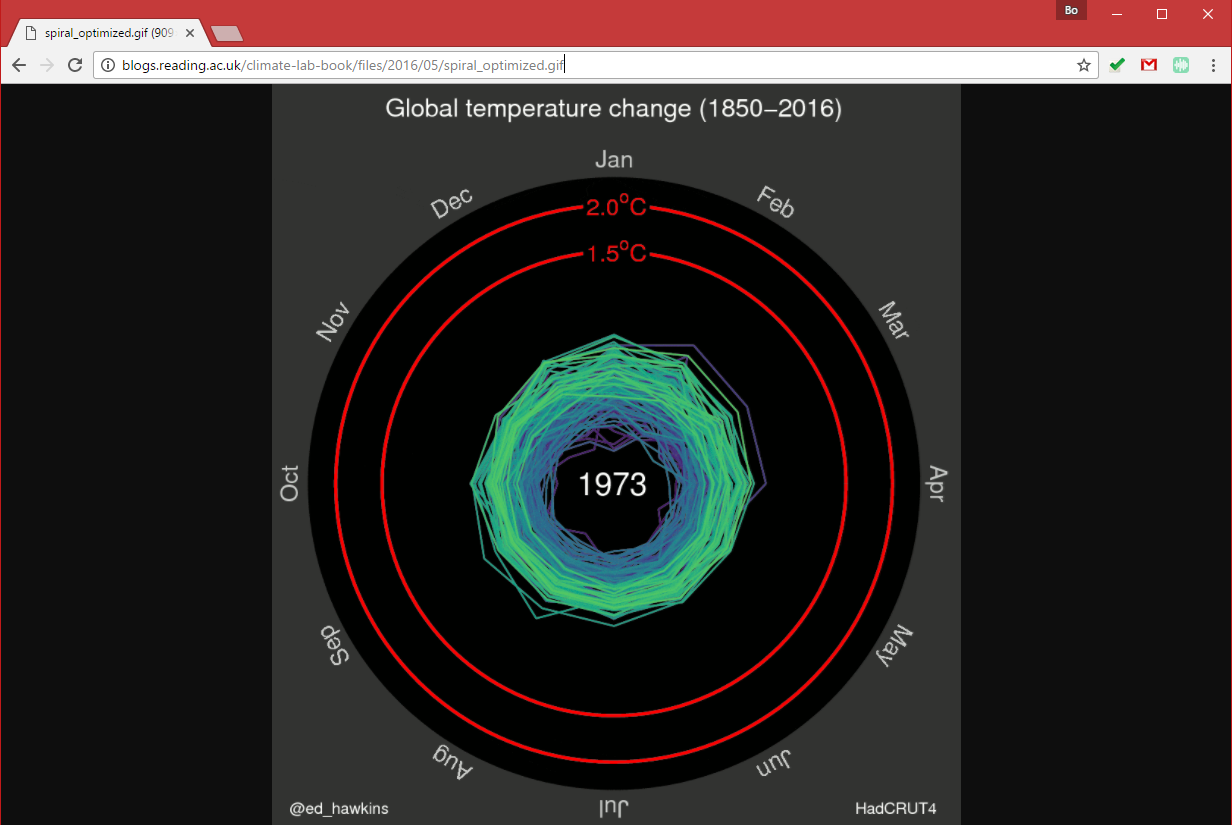 Bo
spiral_optimized.gif (909
blogs.reading.ac.uk/climate-lab-book/files/2016/05/spiral_optimized.gif
Global temperature change (1850−2016)
Jan
Dec
Feb
2.0°C
1.5°C
Nov
Mar
Oct
1973
Apr
Sep
May
Aug
Jun
Jul
@ed_hawkins
HadCRUT4